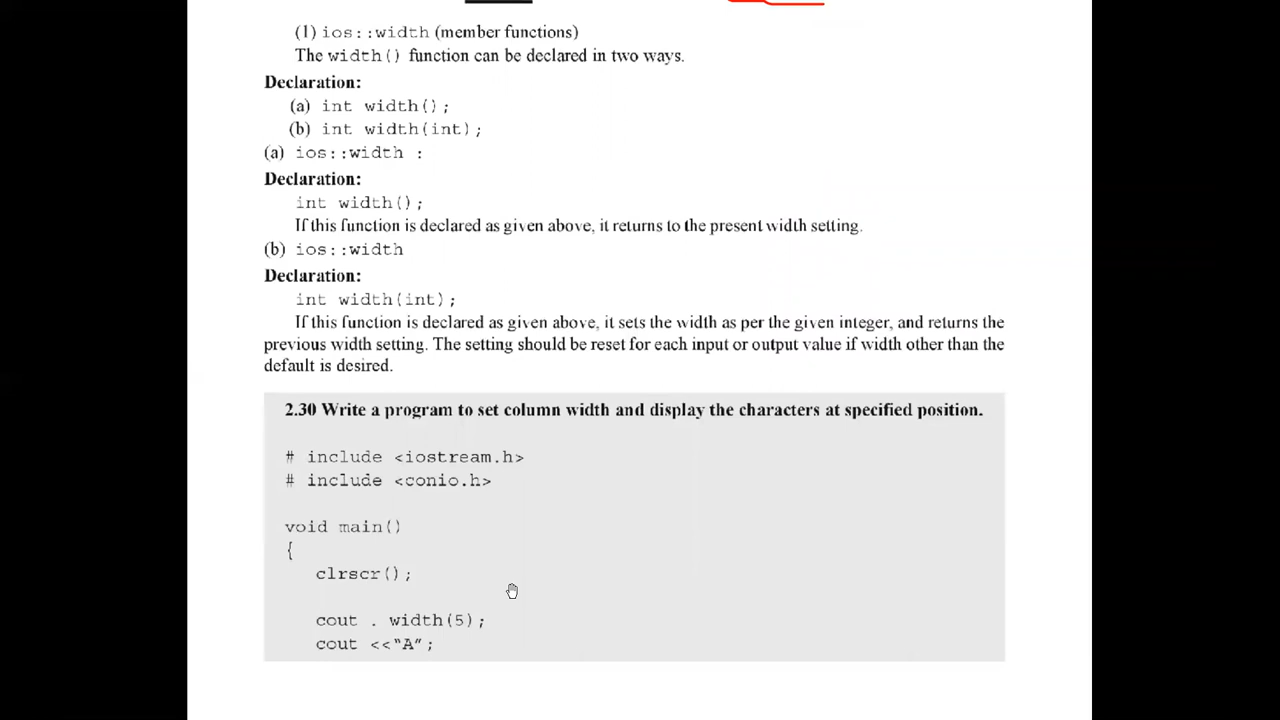 (1) ios::width (member functions)
The width() function can be declared in two ways.
Declaration:
(a) int width();
(b) int width(int);
(a) ios::width :
Declaration:
int width();
If this function is declared as given above, it returns to the present width setting.
(b) ios::width
Declaration:
int width(int);
If this function is declared as given above, it sets the width as per the given integer, and returns the
previous width setting. The setting should be reset for each input or output value if width other than the
default is desired.
2.30 Write a program to set column width and display the characters at specified position.
# include <iostream.h>
# include <conio.h>
void main()
{
clrscr();
cout . width(5);
cout <<“A”;